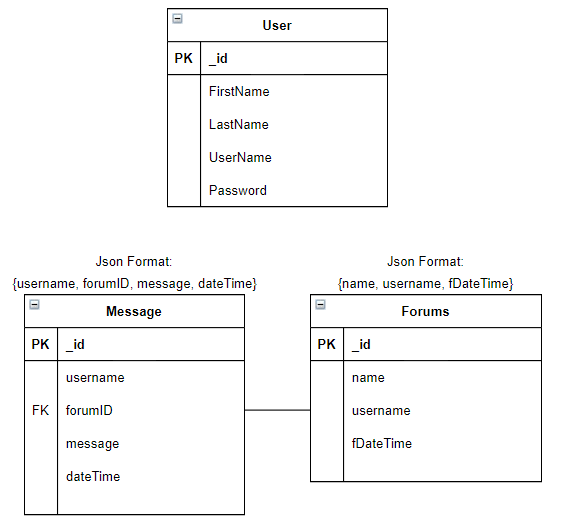 User
PK _id
FirstName
LastName
UserName
Password
Json Format:
{username, forumID, message, dateTime}
Message
PK _id
username
FK forumID
message
dateTime
Json Format:
{name, username, fDateTime}
Forums
PK _id
name
username
fDateTime